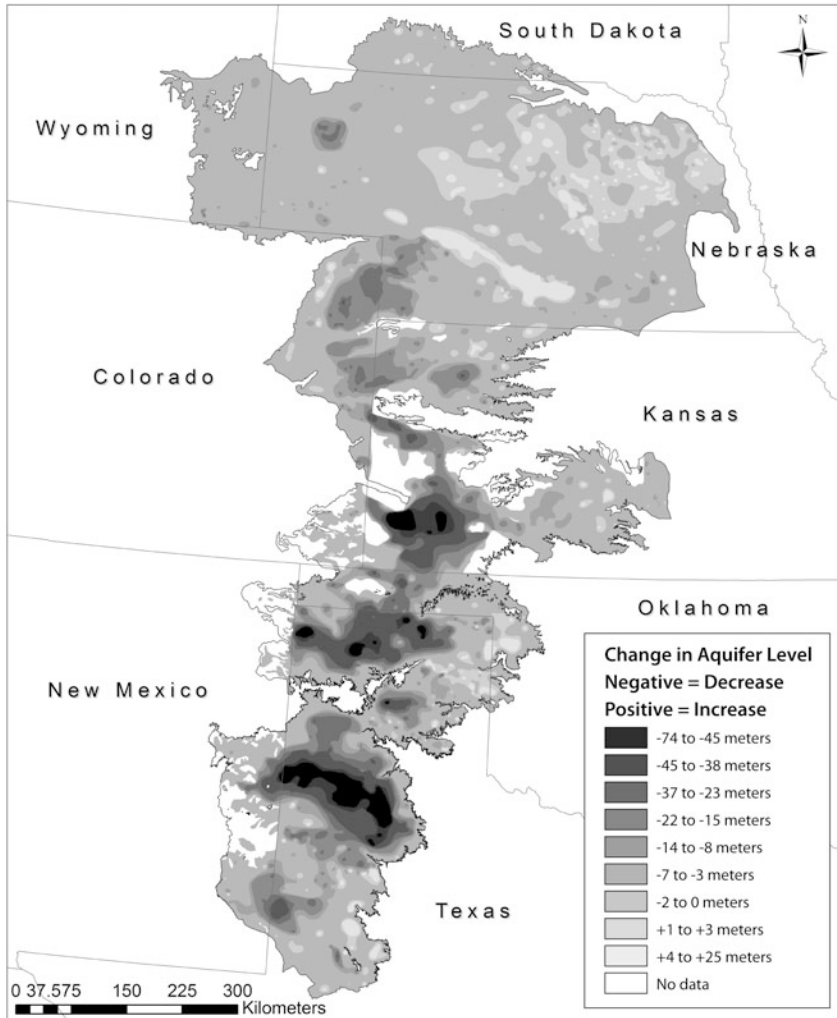 South Dakota
N
Wyoming
Nebraska
Colorado
Kansas
Oklahoma
New Mexico
Texas
Change in Aquifer Level
Negative = Decrease
Positive = Increase
-74 to -45 meters
-45 to -38 meters
-37 to -23 meters
-22 to -15 meters
-14 to -8 meters
-7 to -3 meters
-2 to 0 meters
+1 to +3 meters
+4 to +25 meters
No data
0 37.575 150 225 300
Kilometers